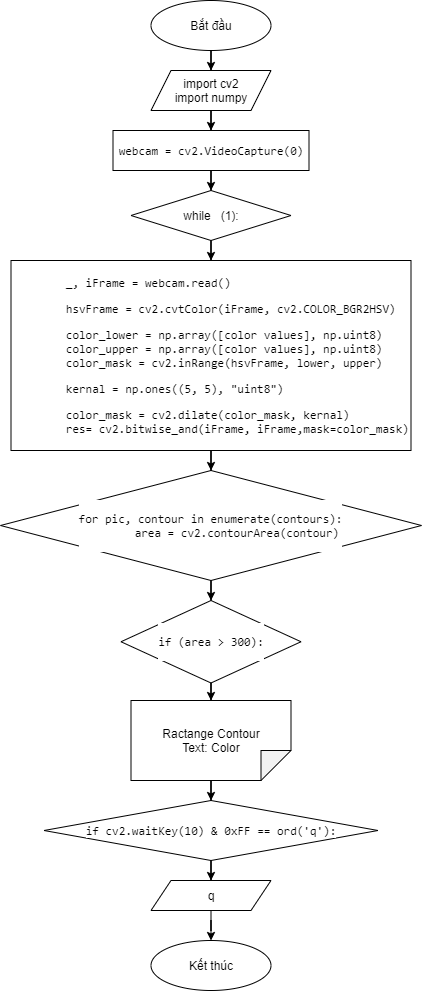 Bắt đầu
import cv2
import numpy
webcam = cv2.VideoCapture(0)
while (1):
_, iFrame = webcam.read()
hsvFrame = cv2.cvtColor(iFrame, cv2.COLOR_BGR2HSV)
color_lower = np.array([color values], np.uint8)
color_upper = np.array([color values], np.uint8)
color_mask = cv2.inRange(hsvFrame, lower, upper)
kernal = np.ones((5, 5), "uint8")
color_mask = cv2.dilate(color_mask, kernal)
res= cv2.bitwise_and(iFrame, iFrame,mask=color_mask)
for pic, contour in enumerate(contours):
area = cv2.contourArea(contour)
if (area > 300):
Ractange Contour
Text: Color
if cv2.waitKey(10) & 0xFF == ord('q'):
q
Kết thúc